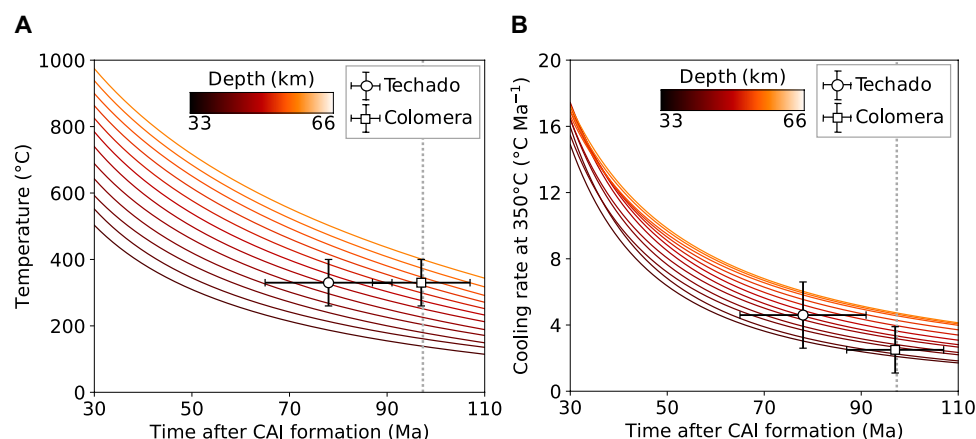 A
Temperature (°C)
1000
800
600
400
200
0
Depth (km)
33
66
Techado
Colomera
30
50
70
90
110
Time after CAI formation (Ma)
B
Cooling rate at 350°C (°C Ma⁻¹)
20
16
12
8
4
0
Depth (km)
33
66
Techado
Colomera
30
50
70
90
110
Time after CAI formation (Ma)